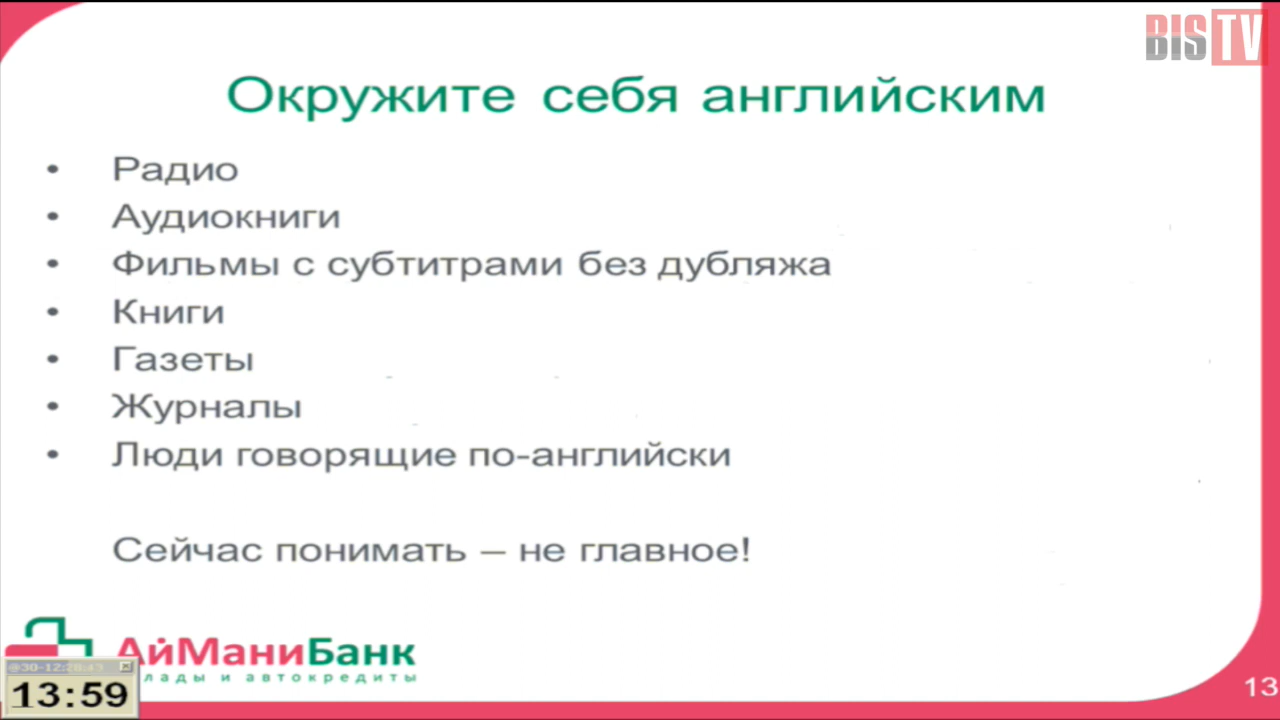 BIS TV
Окружите себя английским
• Радио
• Аудиокниги
• Фильмы с субтитрами без дубляжа
• Книги
• Газеты
• Журналы
• Люди говорящие по-английски
Сейчас понимать – не главное!
АйМаниБанк
лады и автокредиты
13:59
13